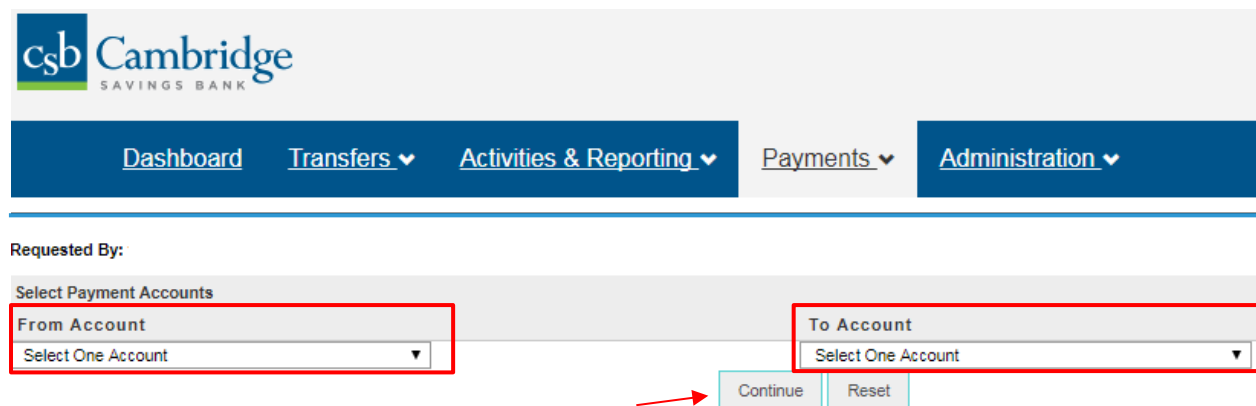 csb Cambridge
SAVINGS BANK
Dashboard Transfers Activities & Reporting Payments Administration
Requested By:
Select Payment Accounts
From Account To Account
Select One Account Select One Account
Continue Reset